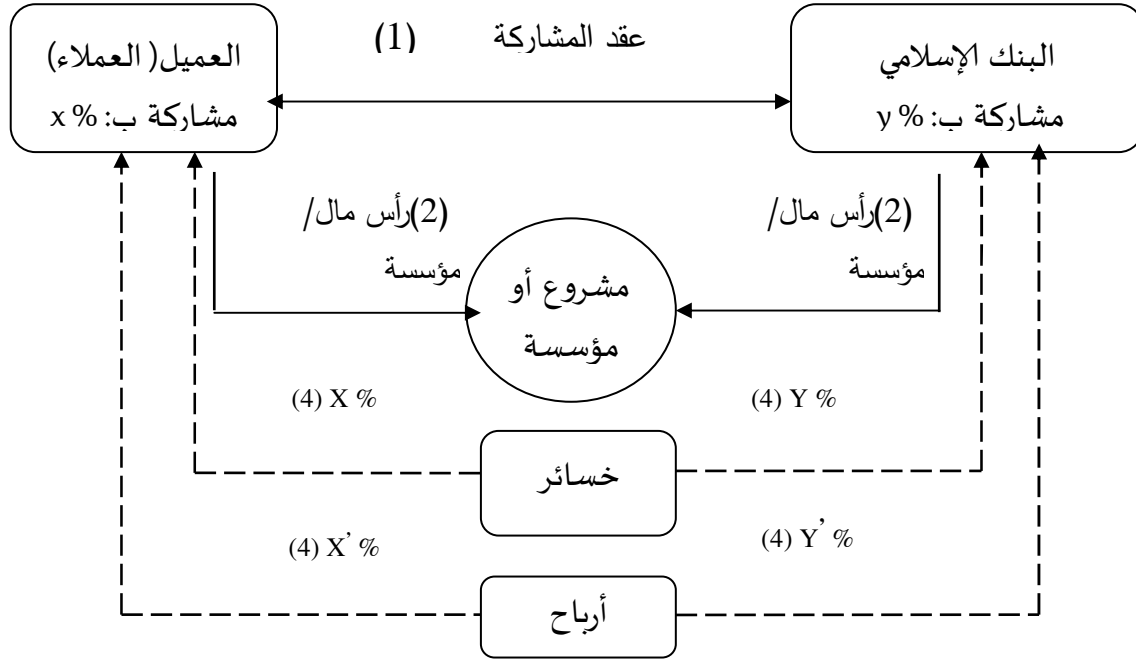 البنك الإسلامي
مشاركة ب: % y
عقد المشاركة (1)
العميل( العملاء)
مشاركة ب: % x
(2)رأس مال/
مؤسسة
(2)رأس مال/
مؤسسة
مشروع أو
مؤسسة
(4) Y %
(4) X %
خسائر
(4) Y’ %
(4) X’ %
أرباح